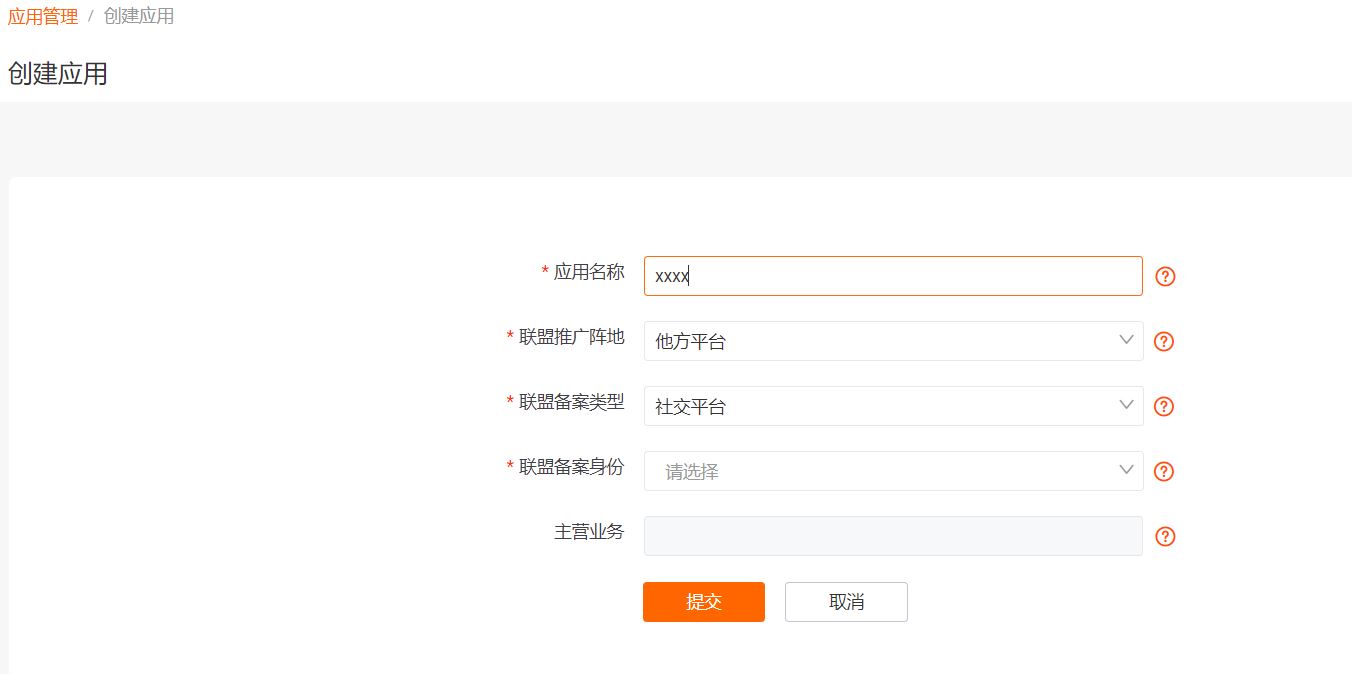 应用管理 / 创建应用
创建应用
* 应用名称 xxxx
* 联盟推广阵地 他方平台
* 联盟备案类型 社交平台
* 联盟备案身份 请选择
主营业务
提交 取消